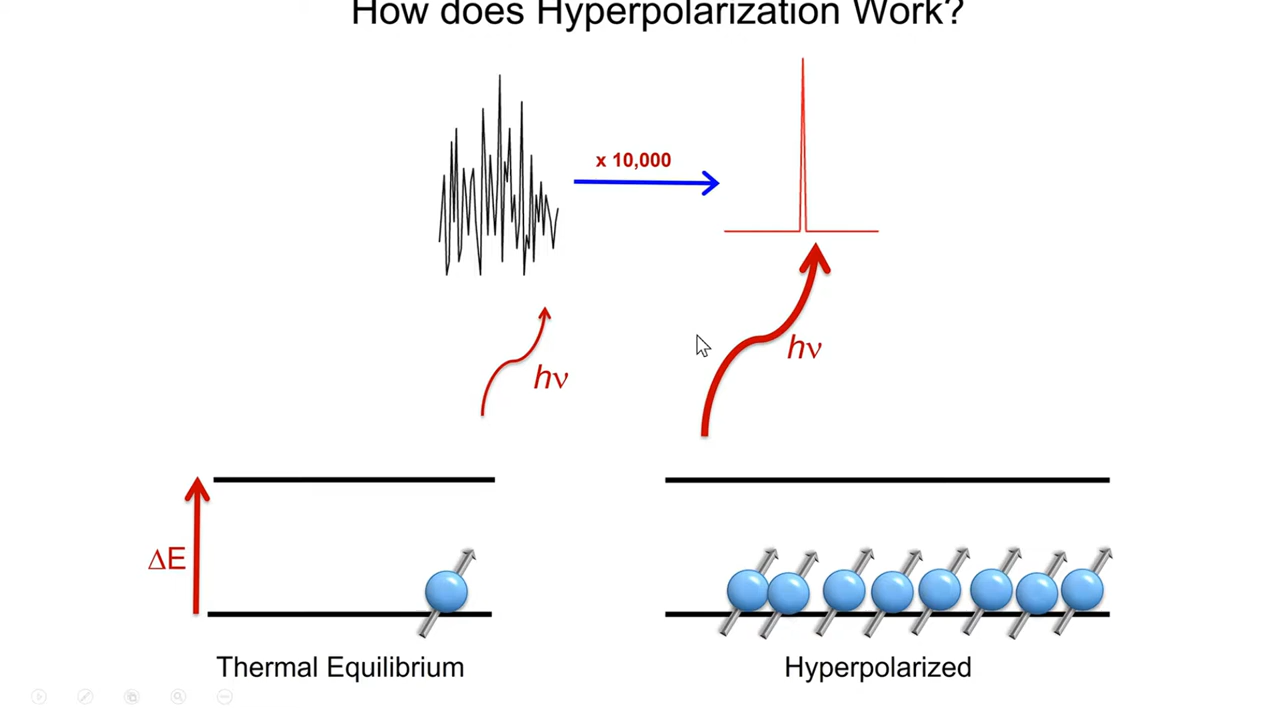 How does Hyperpolarization Work?
x 10,000
hν
hν
ΔE
Thermal Equilibrium
Hyperpolarized